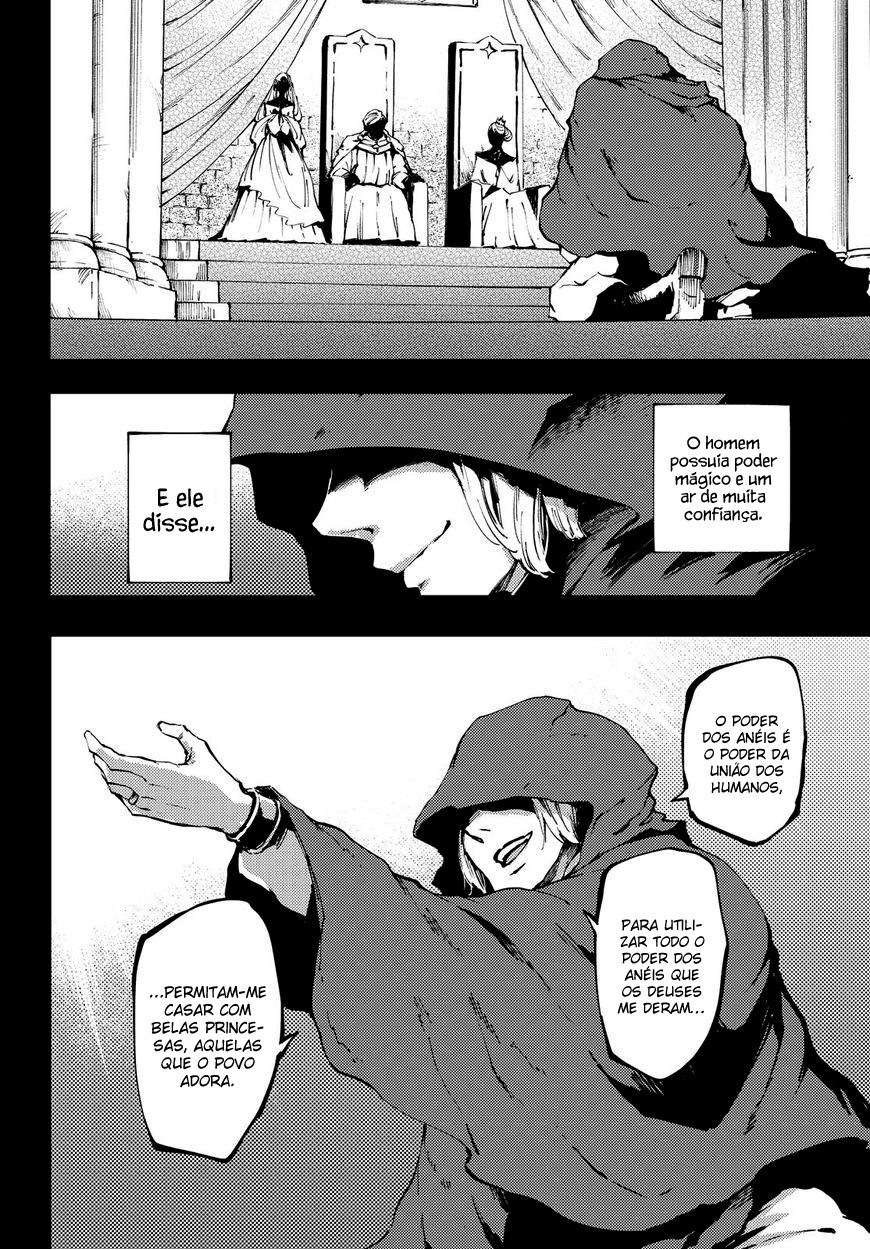 O homem
possuía poder
mágico e um
ar de muita
confiança.
E ele
disse...
O PODER
DOS ANÉIS É
O PODER DA
UNIÃO DOS
HUMANOS,
PARA UTILI-
ZAR TODO O
PODER DOS
ANÉIS QUE
OS DEUSES
ME DERAM...
...PERMITAM-ME
CASAR COM
BELAS PRINCE-
SAS, AQUELAS
QUE O POVO
ADORA.